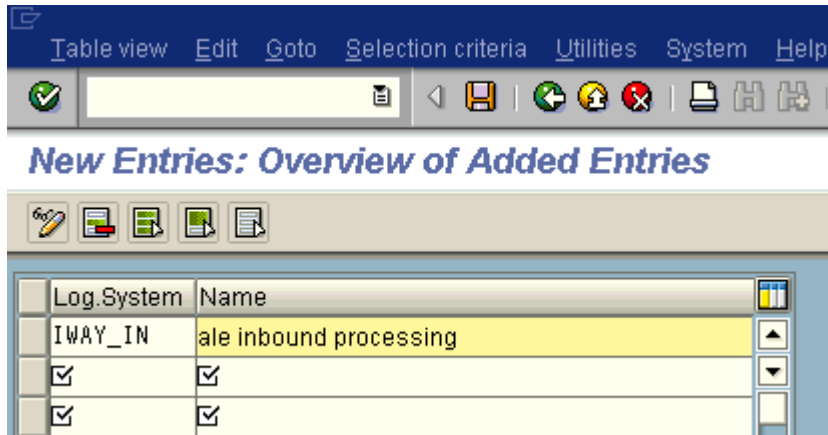 Table view Edit Goto Selection criteria Utilities System Help
New Entries: Overview of Added Entries
Log.System Name
IWAY_IN ale inbound processing